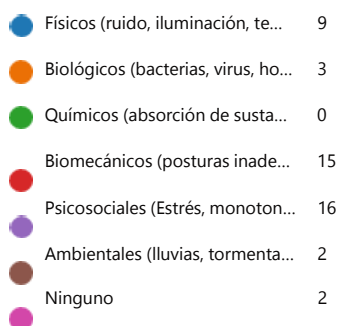 Físicos (ruido, iluminación, te... 9
Biológicos (bacterias, virus, ho... 3
Químicos (absorción de susta... 0
Biomecánicos (posturas inade... 15
Psicosociales (Estrés, monoton... 16
Ambientales (lluvias, tormenta... 2
Ninguno 2